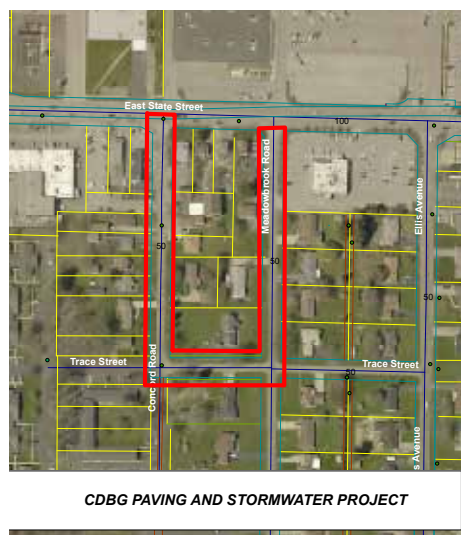 East State Street
100
Meadowbrook Road
Ellis Avenue
50
50
50
Trace Street
Trace Street
50
Concord Road
s Avenue
CDBG PAVING AND STORMWATER PROJECT